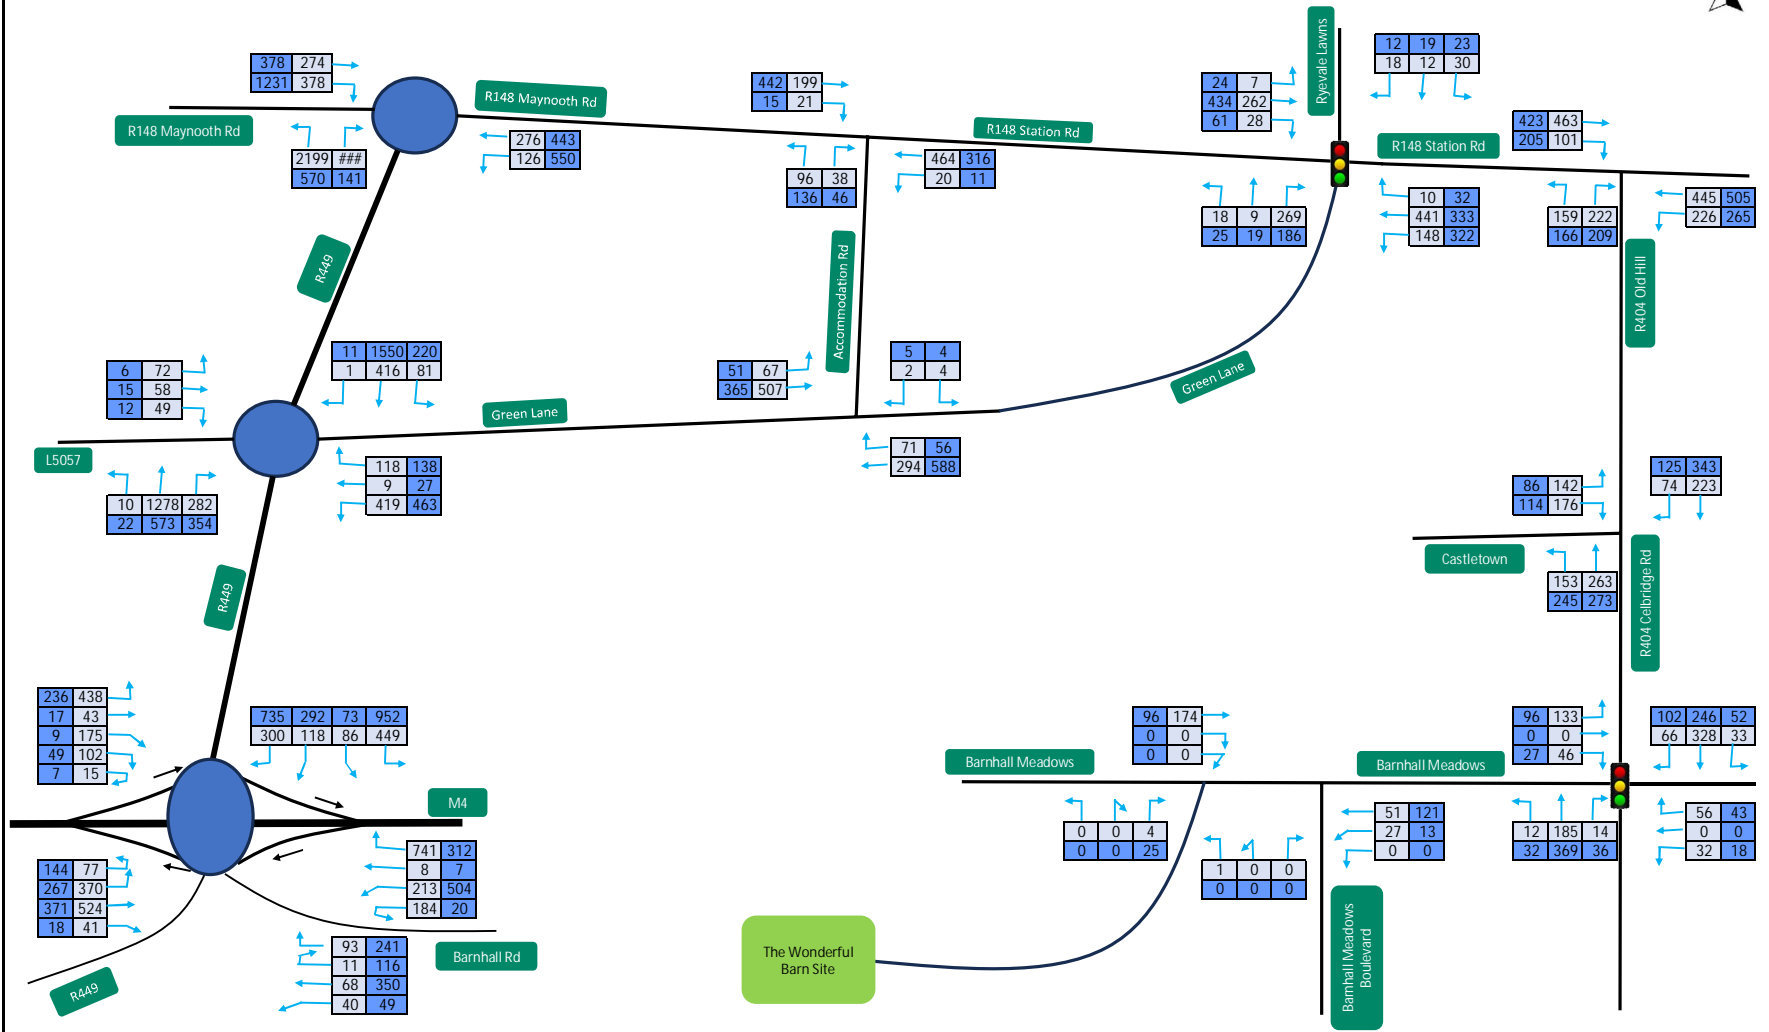 Ryevale Lawns
12 19 23
18 12 30
378 274
1231 378
442 199
15 21
24 7
434 262
61 28
R148 Maynooth Rd
R148 Maynooth Rd
R148 Station Rd
R148 Station Rd
423 463
205 101
2199 ###
570 141
276 443
126 550
96 38
136 46
464 316
20 11
18 9 269
25 19 186
10 32
441 333
148 322
159 222
166 209
445 505
226 265
R449
Accommodation Rd
R404 Old Hill
6 72
15 58
12 49
11 1550 220
1 416 81
51 67
365 507
5 4
2 4
Green Lane
Green Lane
L5057
10 1278 282
22 573 354
118 138
9 27
419 463
71 56
294 588
86 142
114 176
125 343
74 223
Castletown
153 263
245 273
R404 Celbridge Rd
R449
236 438
17 43
9 175
49 102
7 15
735 292 73 952
300 118 86 449
96 174
0 0
0 0
96 133
0 0
27 46
102 246 52
66 328 33
Barnhall Meadows
Barnhall Meadows
M4
0 0 4
0 0 25
1 0 0
0 0 0
51 121
27 13
0 0
12 185 14
32 369 36
56 43
0 0
32 18
144 77
267 370
371 524
18 41
741 312
8 7
213 504
184 20
93 241
11 116
68 350
40 49
Barnhall Rd
R449
The Wonderful
Barn Site
Barnhall Meadows
Boulevard